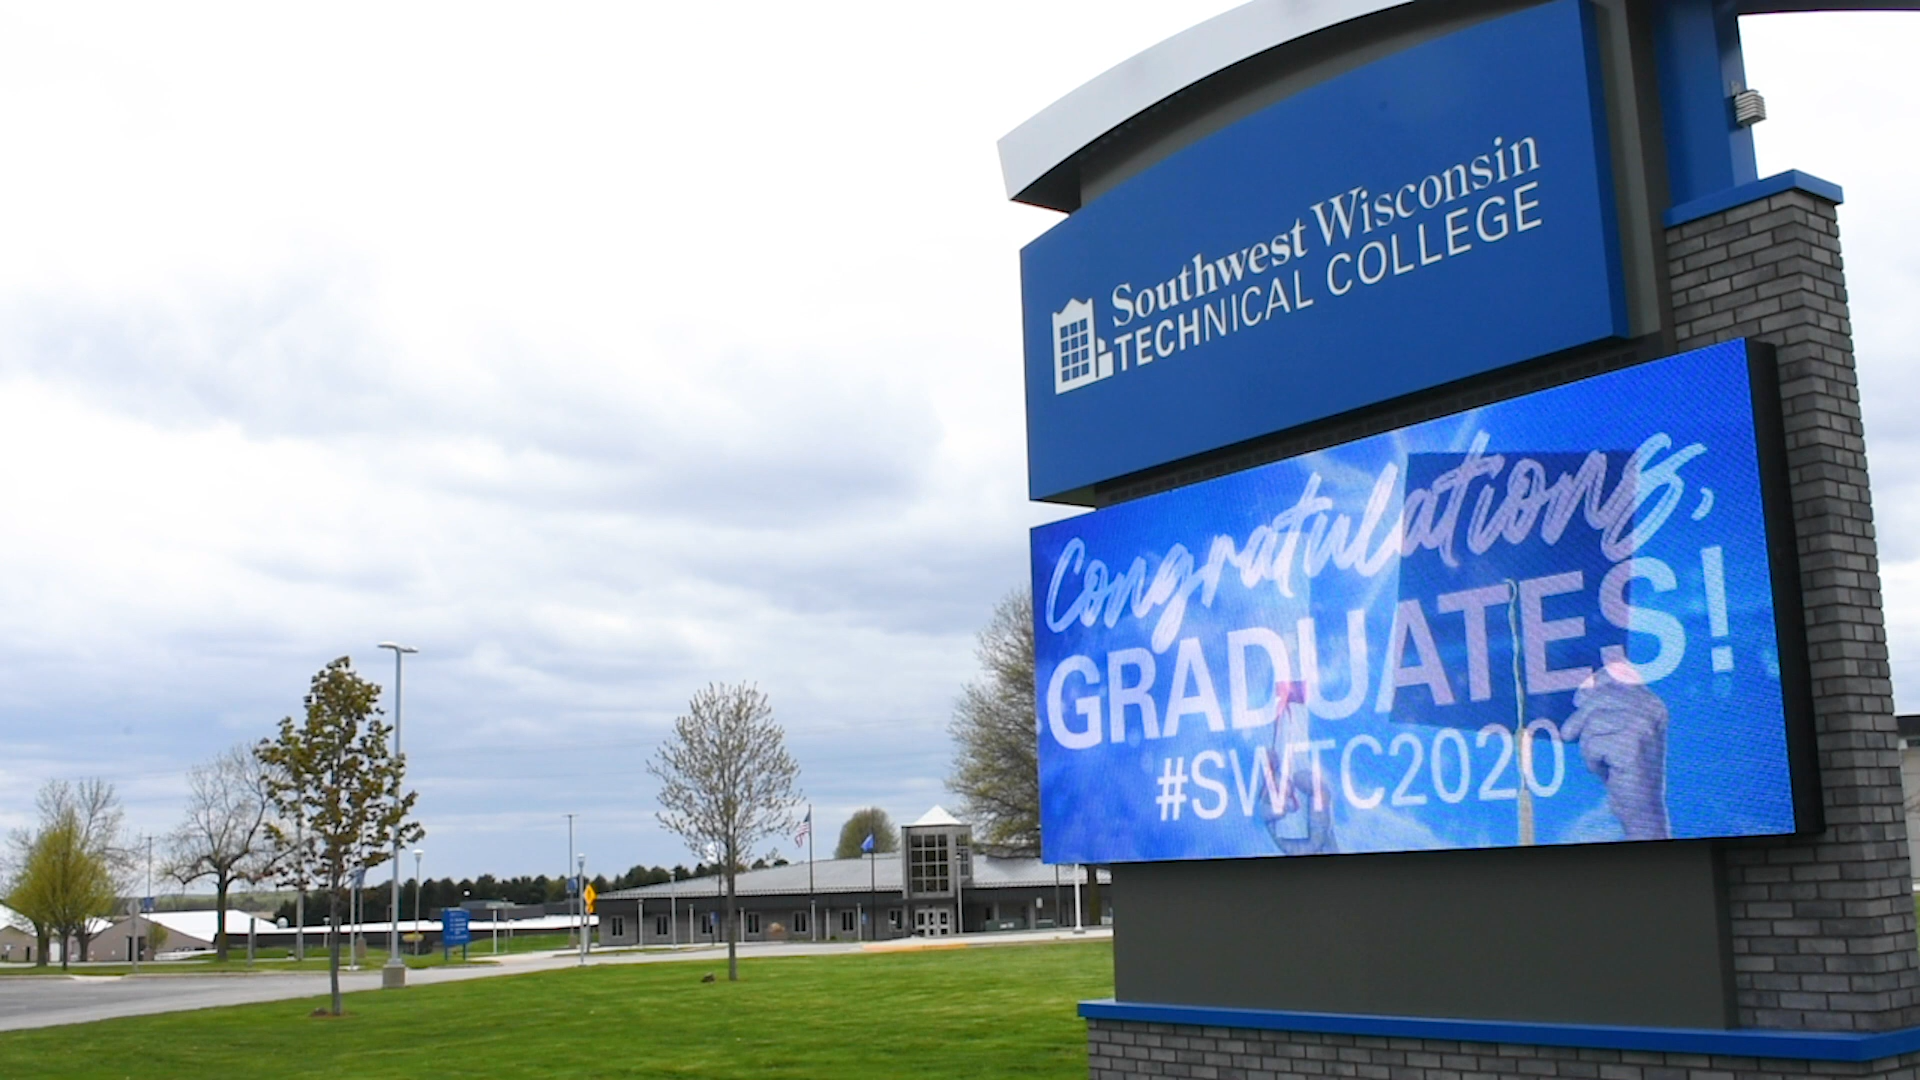 Southwest Wisconsin
TECHNICAL COLLEGE
Congratulations,
GRADUATES!
#SWTC2020